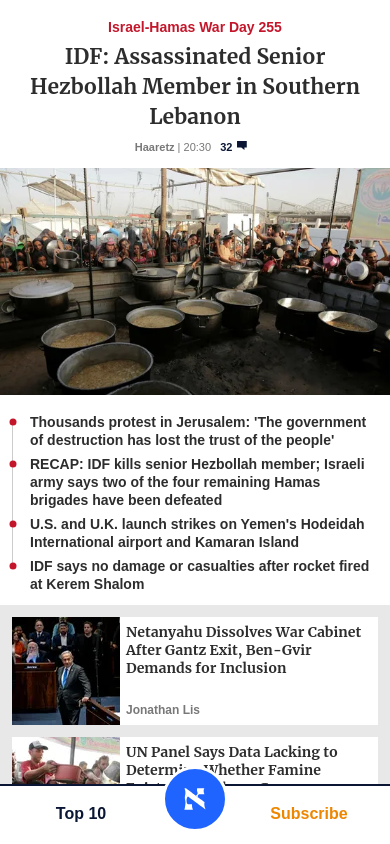 Israel-Hamas War Day 255
IDF: Assassinated Senior
Hezbollah Member in Southern
Lebanon
Haaretz | 20:30 32
Thousands protest in Jerusalem: 'The government
of destruction has lost the trust of the people'
RECAP: IDF kills senior Hezbollah member; Israeli
army says two of the four remaining Hamas
brigades have been defeated
U.S. and U.K. launch strikes on Yemen's Hodeidah
International airport and Kamaran Island
IDF says no damage or casualties after rocket fired
at Kerem Shalom
Netanyahu Dissolves War Cabinet
After Gantz Exit, Ben-Gvir
Demands for Inclusion
Jonathan Lis
UN Panel Says Data Lacking to
Whether Famine
Top 10
Subscribe